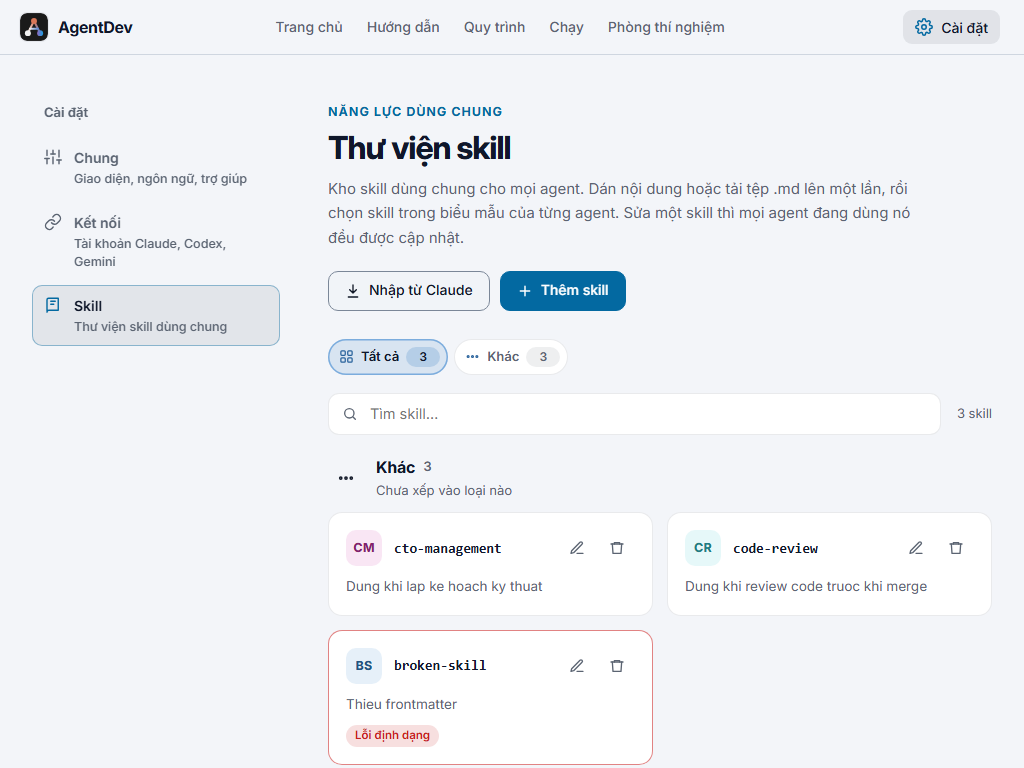 AgentDev
Trang chủ
Hướng dẫn
Quy trình
Chạy
Phòng thí nghiệm
Cài đặt
Cài đặt
Chung
Giao diện, ngôn ngữ, trợ giúp
Kết nối
Tài khoản Claude, Codex,
Gemini
Skill
Thư viện skill dùng chung
NĂNG LỰC DÙNG CHUNG
Thư viện skill
Kho skill dùng chung cho mọi agent. Dán nội dung hoặc tải tệp .md lên một lần, rồi
chọn skill trong biểu mẫu của từng agent. Sửa một skill thì mọi agent đang dùng nó
đều được cập nhật.
Nhập từ Claude
Thêm skill
Tất cả 3
Khác 3
Tìm skill...
3 skill
Khác 3
Chưa xếp vào loại nào
CM cto-management
Dung khi lap ke hoach ky thuat
CR code-review
Dung khi review code truoc khi merge
BS broken-skill
Thieu frontmatter
Lỗi định dạng